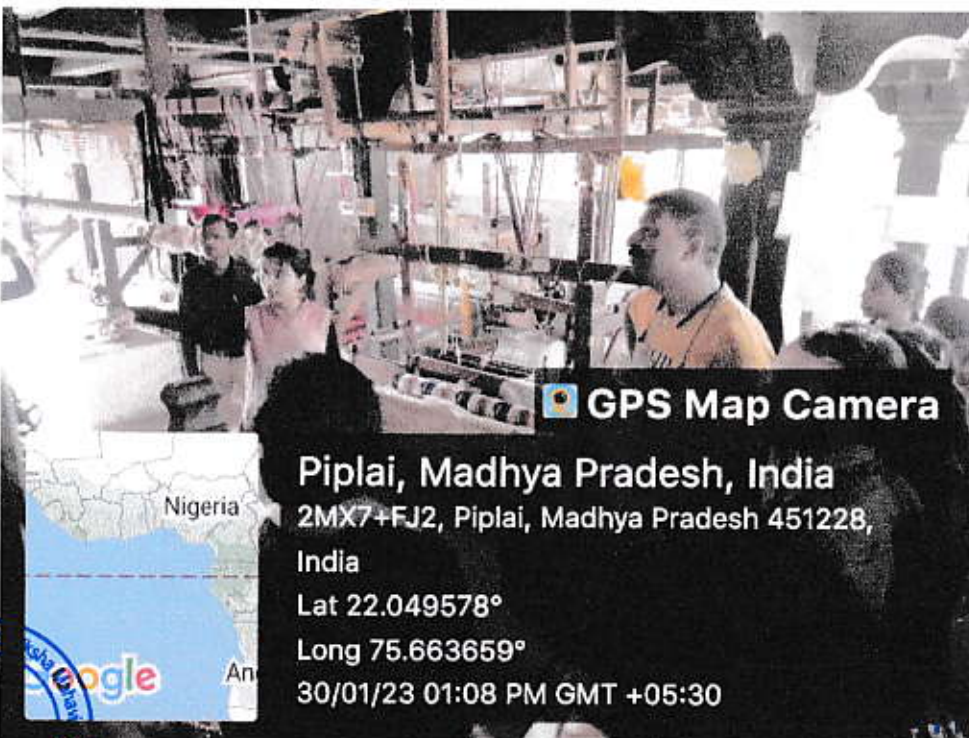 GPS Map Camera
Piplai, Madhya Pradesh, India
2MX7+FJ2, Piplai, Madhya Pradesh 451228,
India
Lat 22.049578°
Long 75.663659°
30/01/23 01:08 PM GMT +05:30
Nigeria
An
Google